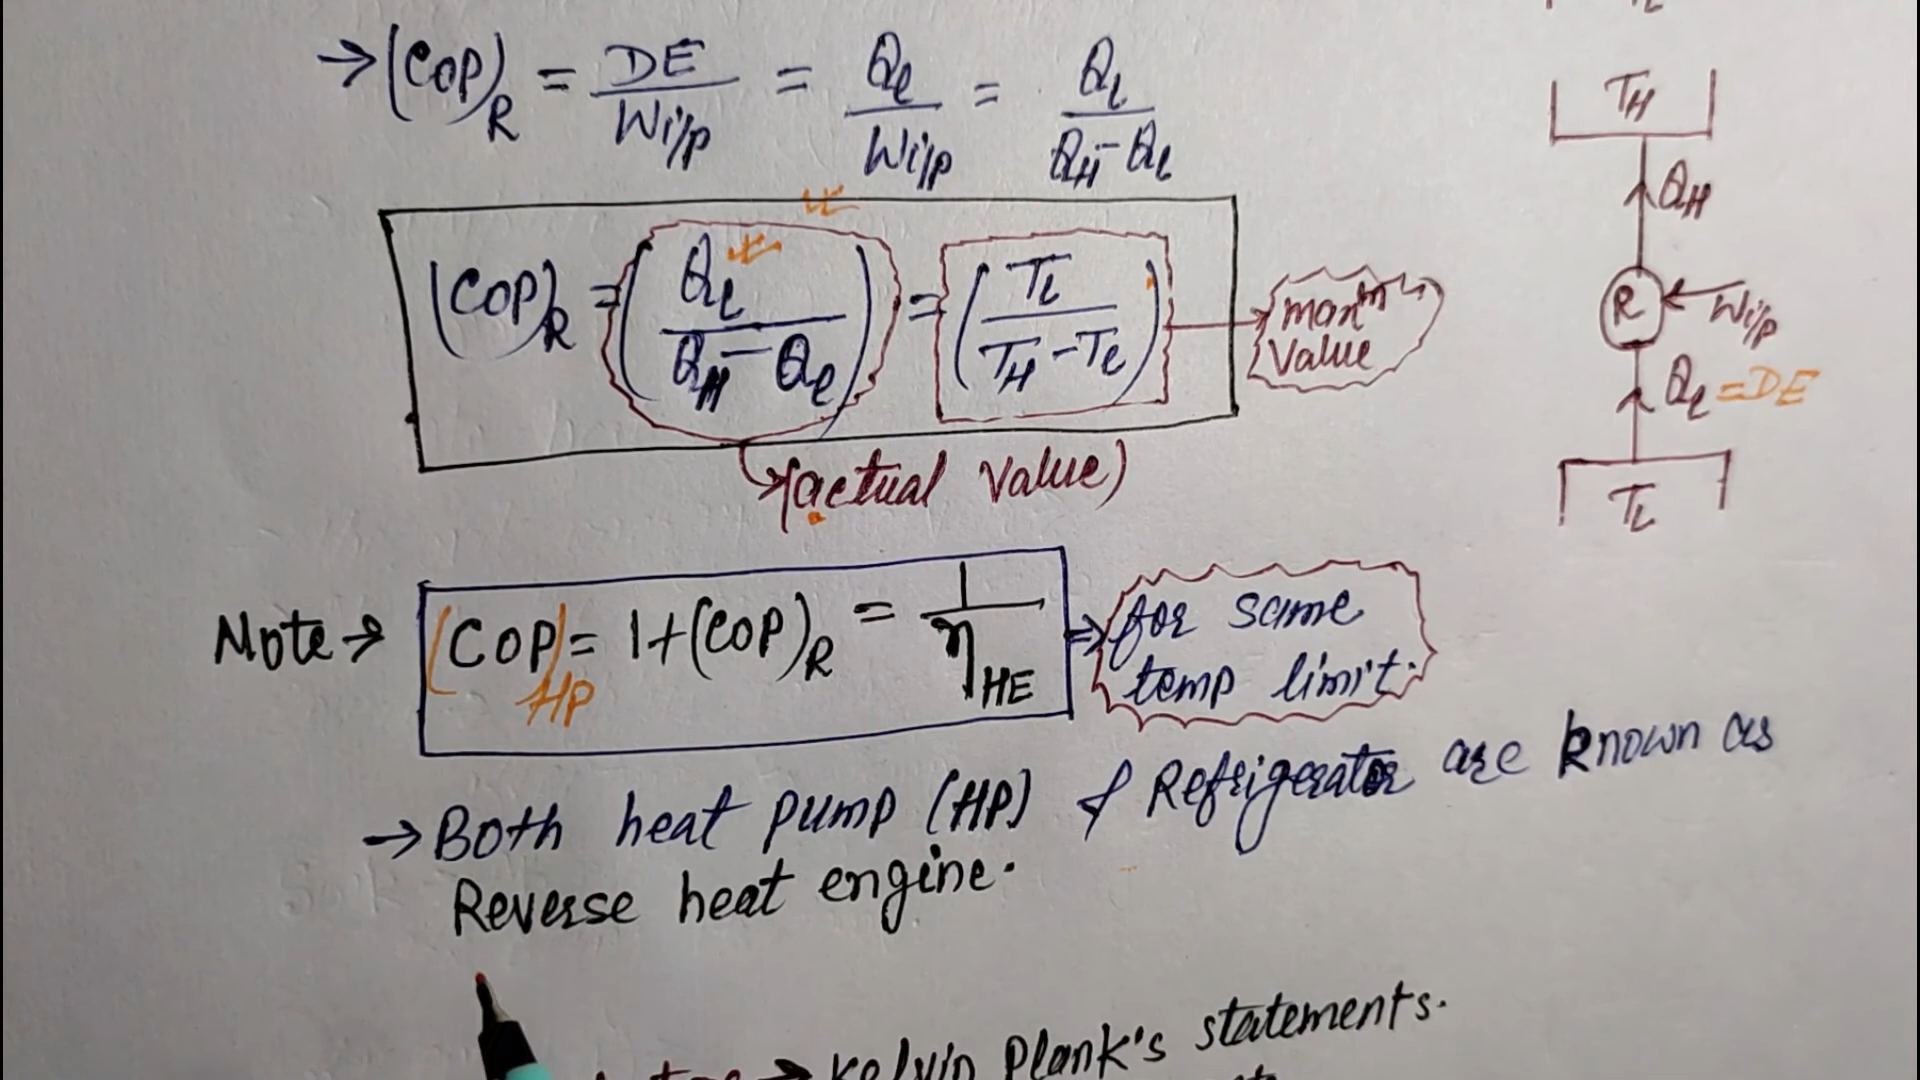 → (COP)R = DE/Wi/p = Ql/Wi/p = Ql/QH-Ql
(COP)R = (Ql/QH-Ql) = (TL/TH-TL) → maxm value
(actual value)
TH
QH
R ← Wi/p
Ql = DE
TL
Note → (COP)HP = 1+(COP)R = 1/ηHE ⇒ for same temp limit.
→ Both heat pump (HP) & Refrigerator are known as
Reverse heat engine.
→ Kelvin Plank's statements.